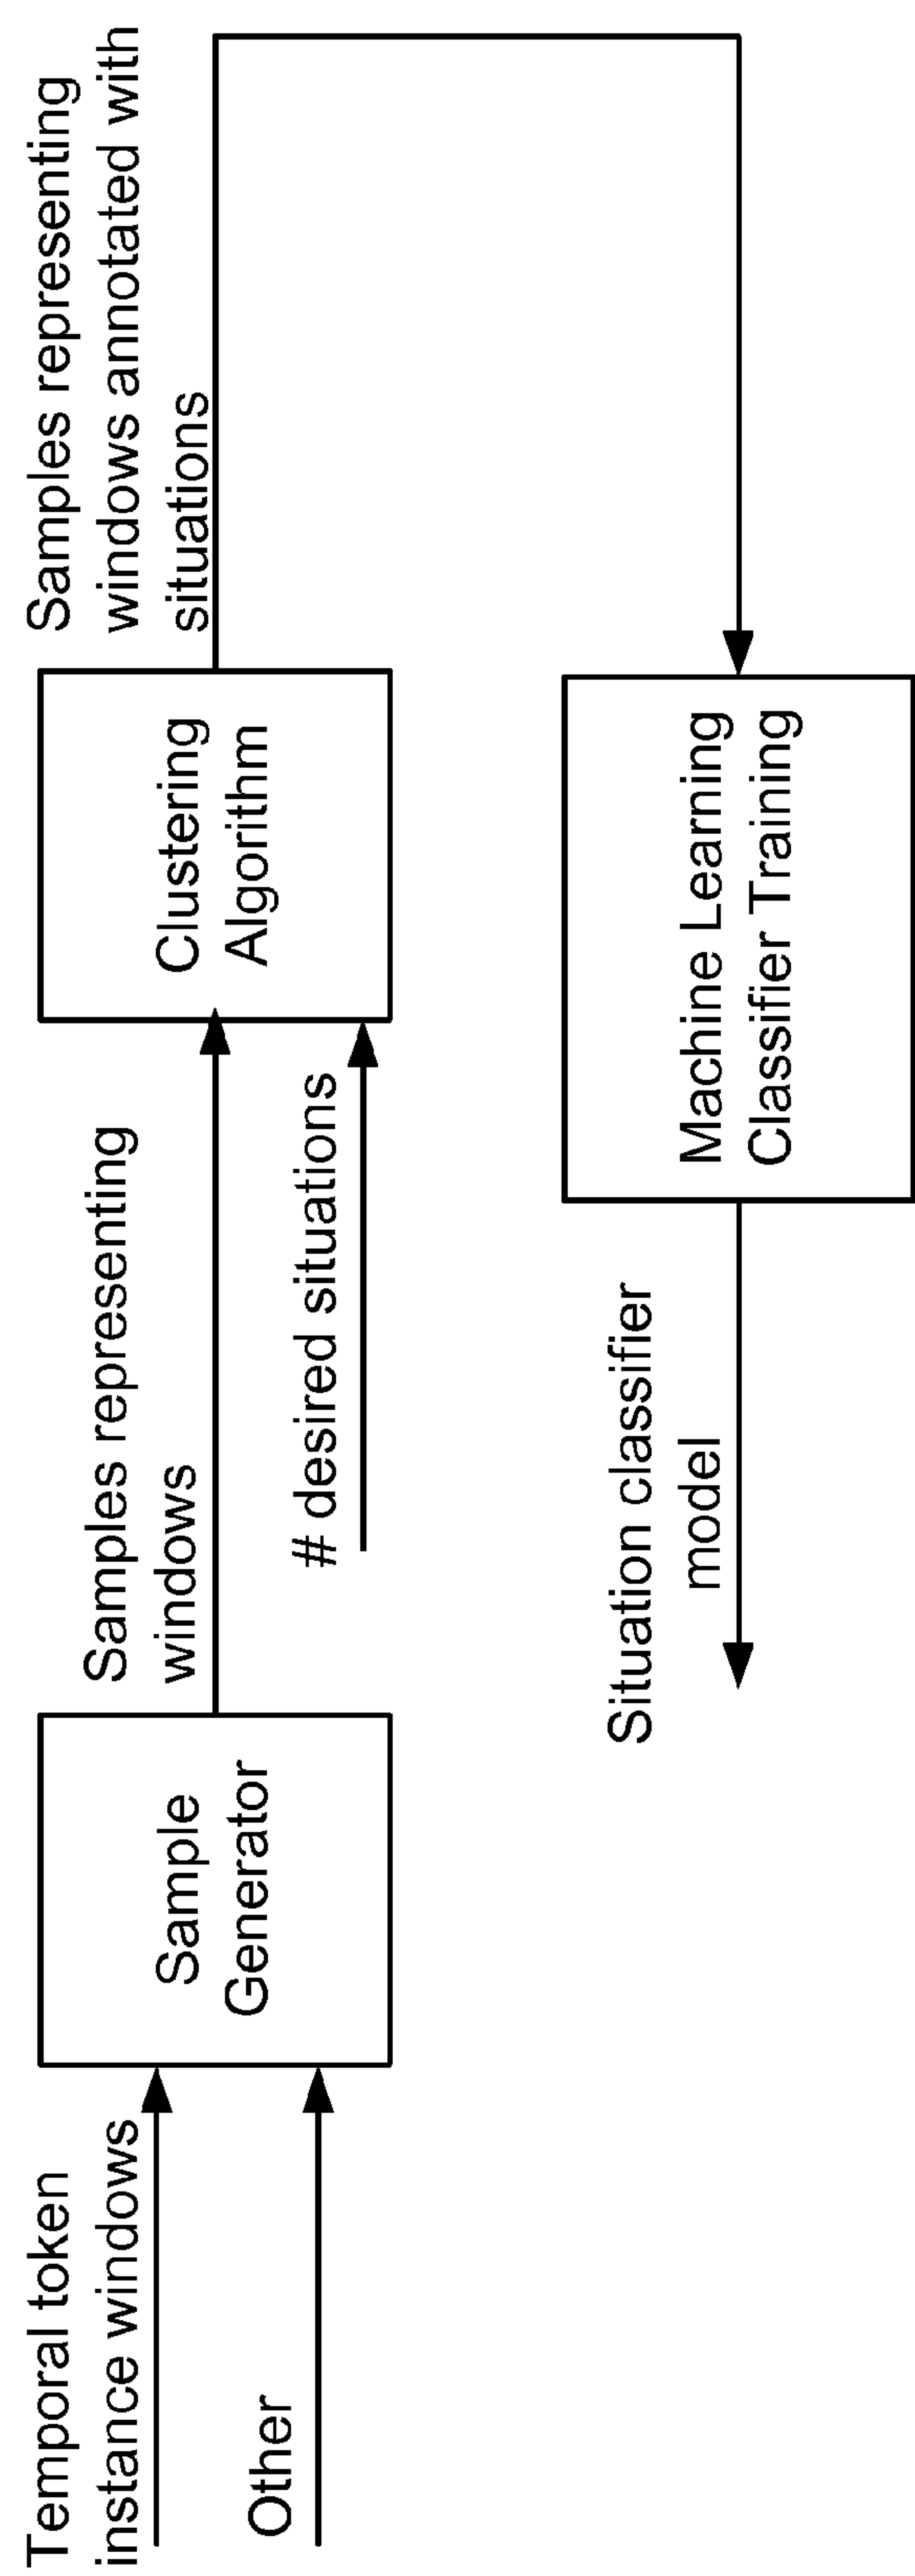 Temporal token
instance windows
Other
Sample
Generator
Samples representing
windows
# desired situations
Clustering
Algorithm
Samples representing
windows annotated with
situations
Machine Learning
Classifier Training
Situation classifier
model